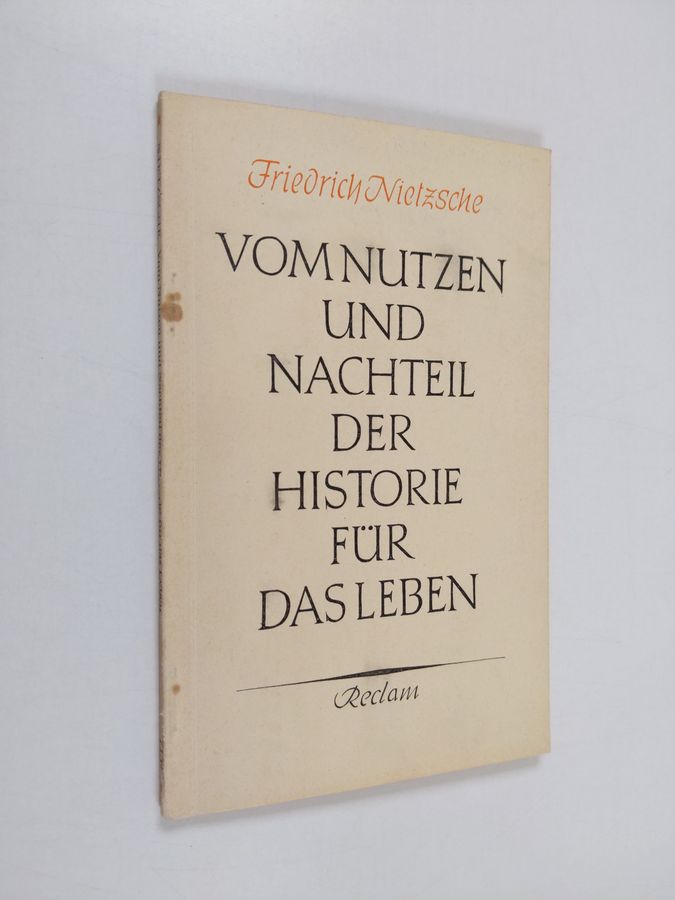 Friedrich Nietzsche
VOM NUTZEN
UND
NACHTEIL
DER
HISTORIE
FÜR
DAS LEBEN
Reclam